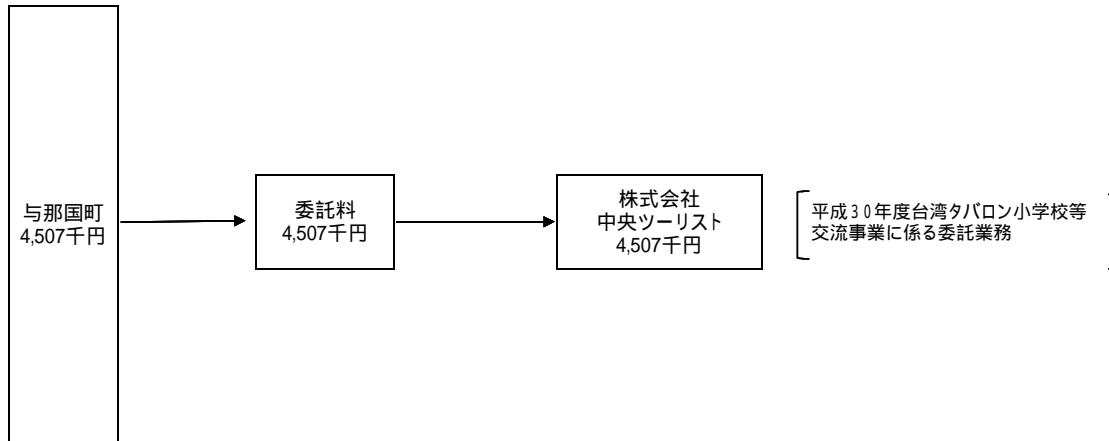 与那国町
4,507千円
委託料
4,507千円
株式会社
中央ツーリスト
4,507千円
平成30年度台湾タバロン小学校等
交流事業に係る委託業務